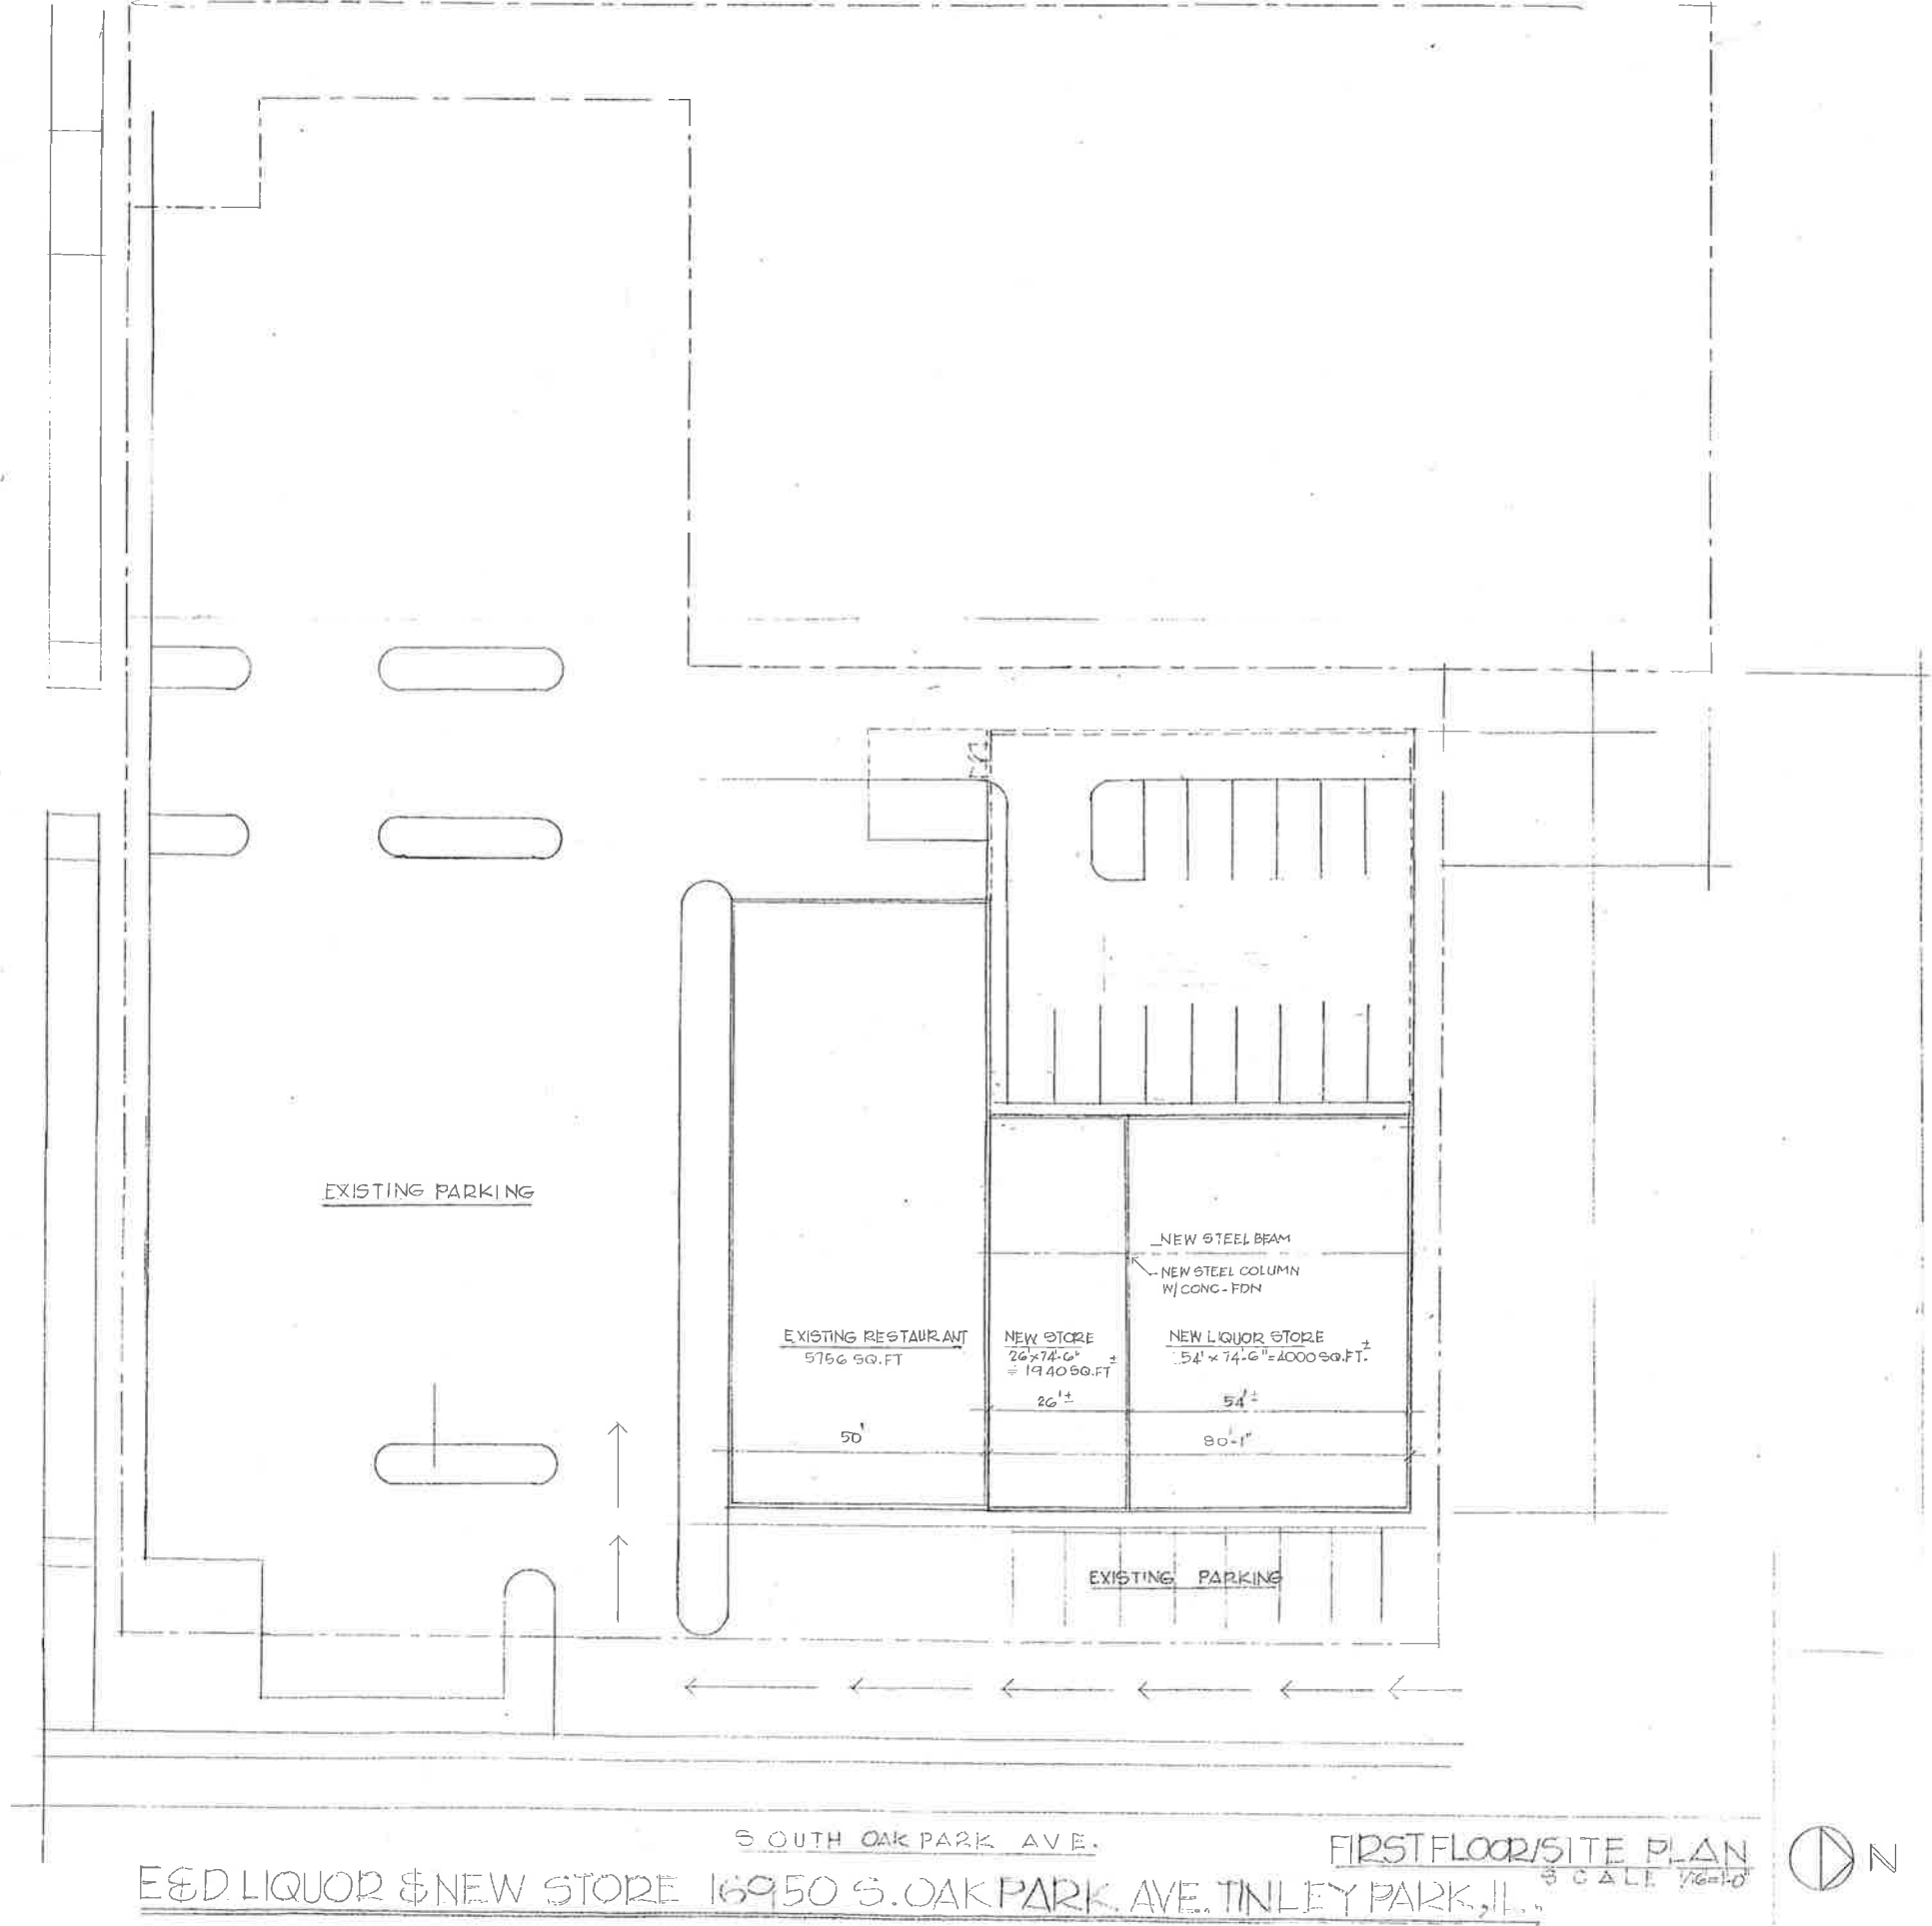 EXISTING PARKING
NEW STEEL BEAM
NEW STEEL COLUMN
W/ CONC-FDN
EXISTING RESTAURANT
5756 SQ.FT
NEW STORE
26'x74'-6"
= 1940 SQ.FT ±
NEW LIQUOR STORE
54' x 74'-6" = 4000 SQ.FT. ±
26' ±
54' ±
50'
80'-1"
EXISTING PARKING
SOUTH OAK PARK AVE.
FIRST FLOOR/SITE PLAN
SCALE 1/16=1-0
N
E&D LIQUOR & NEW STORE 16950 S. OAK PARK. AVE. TINLEY PARK, IL.